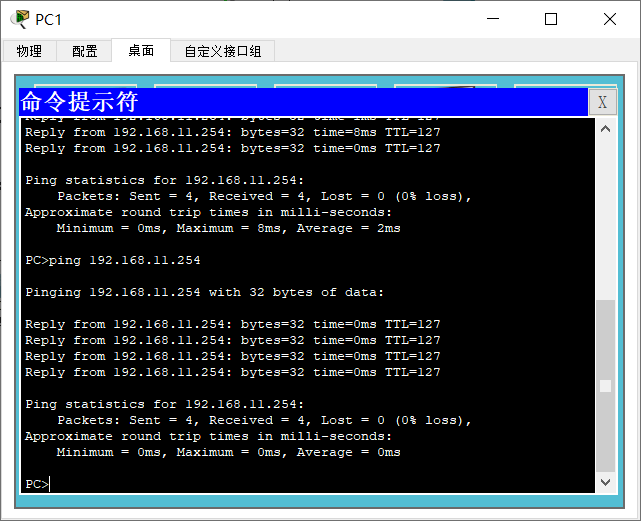 PC1
物理 配置 桌面 自定义接口组
命令提示符 X
Reply from 192.168.11.254: bytes=32 time=8ms TTL=127
Reply from 192.168.11.254: bytes=32 time=0ms TTL=127
Ping statistics for 192.168.11.254:
Packets: Sent = 4, Received = 4, Lost = 0 (0% loss),
Approximate round trip times in milli-seconds:
Minimum = 0ms, Maximum = 8ms, Average = 2ms
PC>ping 192.168.11.254
Pinging 192.168.11.254 with 32 bytes of data:
Reply from 192.168.11.254: bytes=32 time=0ms TTL=127
Reply from 192.168.11.254: bytes=32 time=0ms TTL=127
Reply from 192.168.11.254: bytes=32 time=0ms TTL=127
Reply from 192.168.11.254: bytes=32 time=0ms TTL=127
Ping statistics for 192.168.11.254:
Packets: Sent = 4, Received = 4, Lost = 0 (0% loss),
Approximate round trip times in milli-seconds:
Minimum = 0ms, Maximum = 0ms, Average = 0ms
PC>